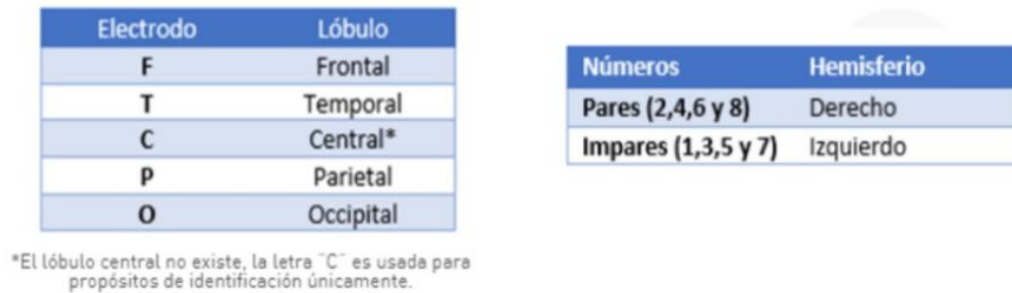 Electrodo Lóbulo
F Frontal
T Temporal
C Central*
P Parietal
O Occipital
*El lóbulo central no existe, la letra ¨C¨ es usada para
propósitos de identificación únicamente.
Números Hemisferio
Pares (2,4,6 y 8) Derecho
Impares (1,3,5 y 7) Izquierdo